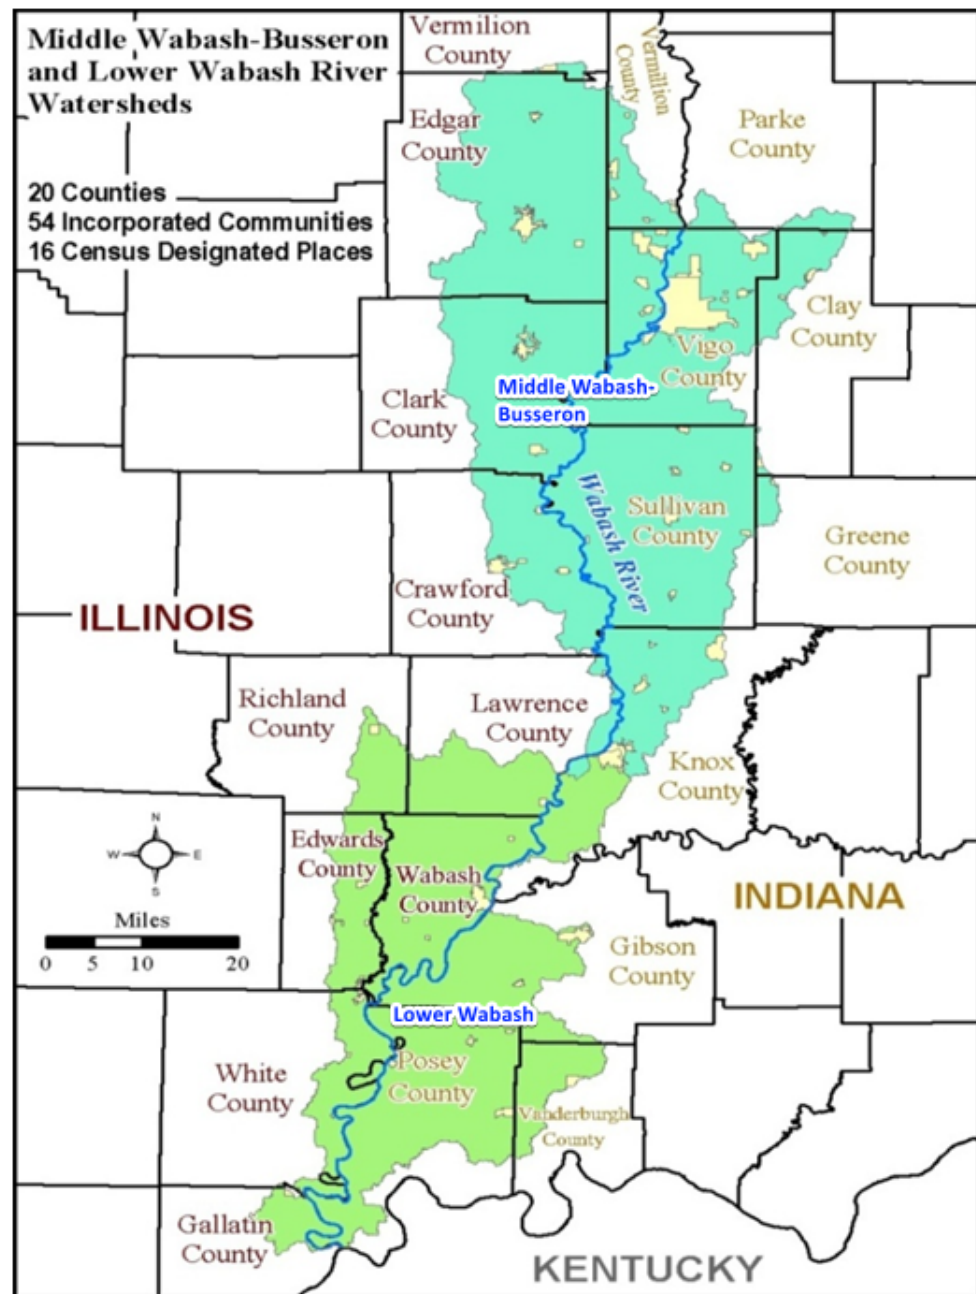 Middle Wabash-Busseron
and Lower Wabash River
Watersheds
20 Counties
54 Incorporated Communities
16 Census Designated Places
Vermilion
County
Vermillion
County
Edgar
County
Parke
County
Clay
County
Vigo
County
Middle Wabash-
Busseron
Clark
County
Wabash River
Sullivan
County
Greene
County
Crawford
County
ILLINOIS
Richland
County
Lawrence
County
Knox
County
N
W E
S
Miles
0 5 10 20
Edwards
County
Wabash
County
INDIANA
Gibson
County
Lower Wabash
White
County
Posey
County
Vanderburgh
County
Gallatin
County
KENTUCKY